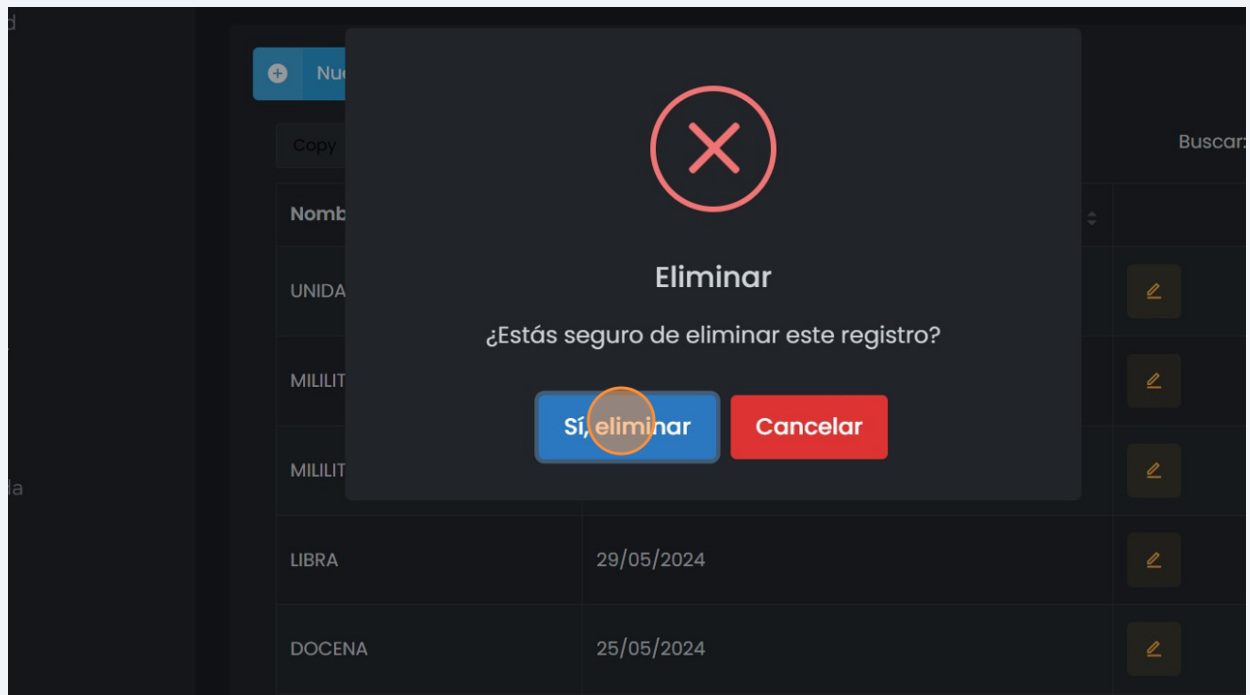 d
Nu
Copy
Buscar:
Nomb
Eliminar
UNIDA
¿Estás seguro de eliminar este registro?
MILILIT
Sí, eliminar
Cancelar
MILILIT
da
LIBRA
29/05/2024
DOCENA
25/05/2024